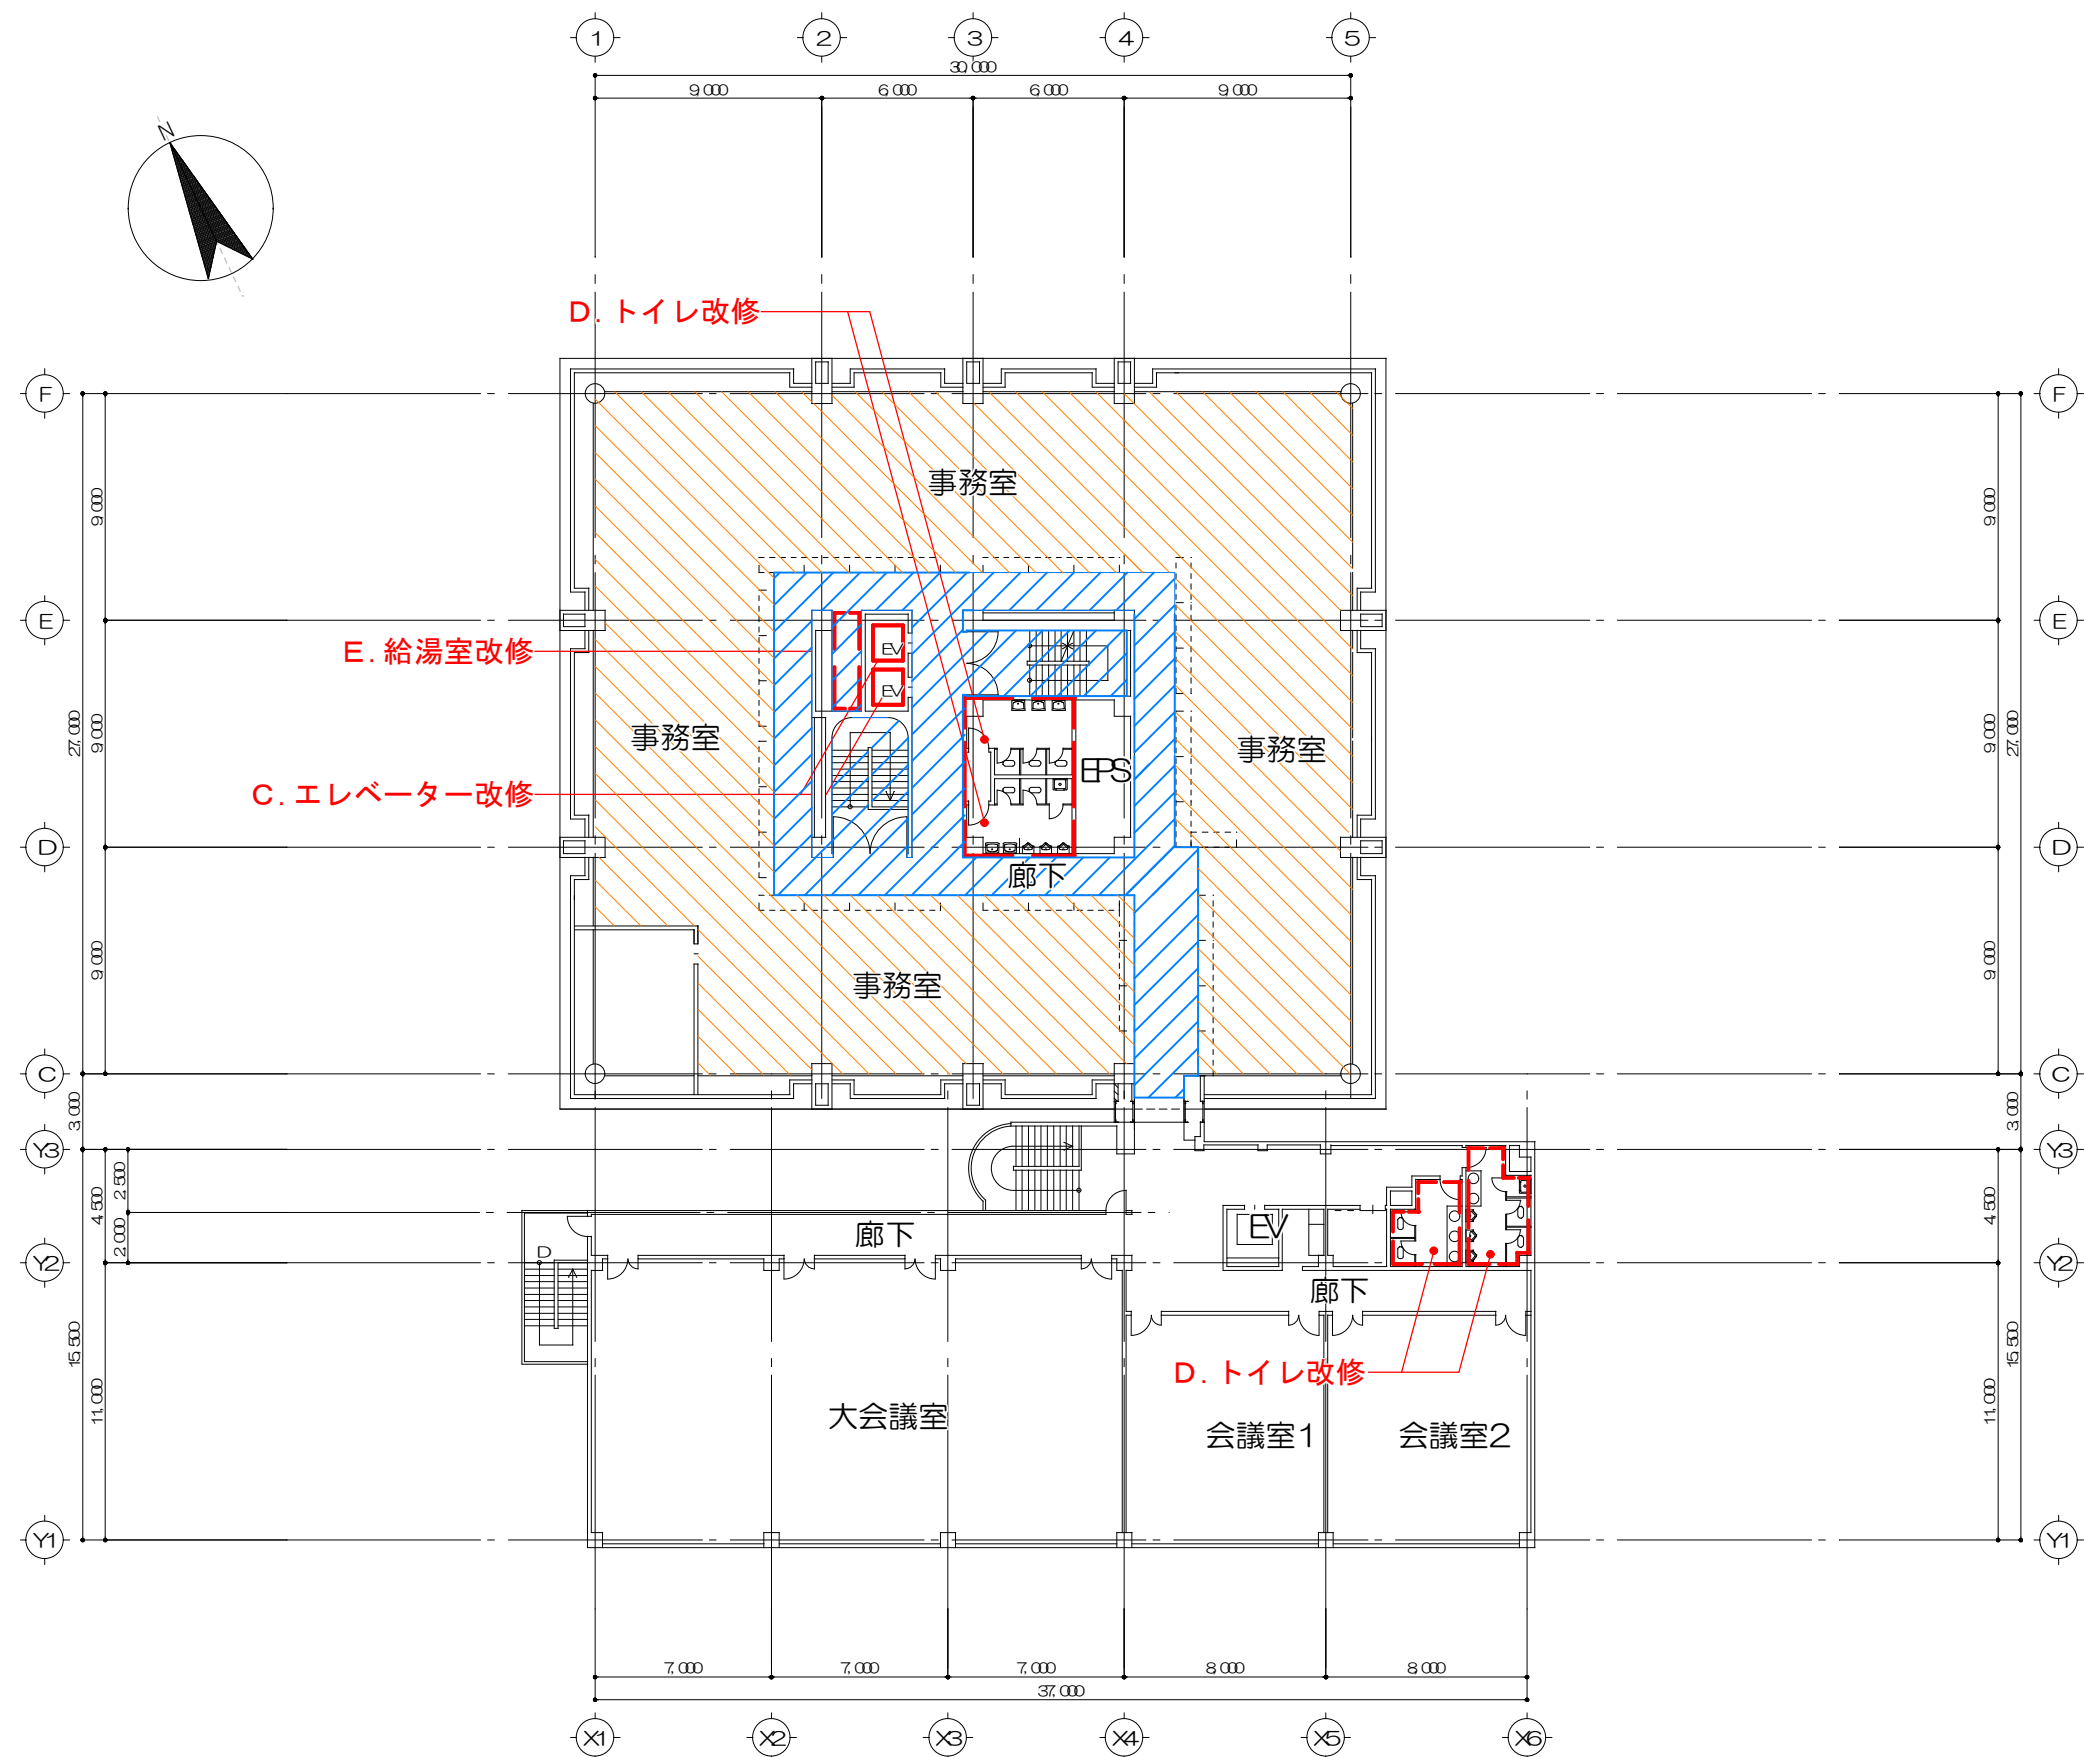 1 2 3 4 5
30,000
9,000 6,000 6,000 9,000
N
D. トイレ改修
F F
9,000 9,000
事務室
E E
E. 給湯室改修
EV
EV
27,000 9,000 事務室 事務室 9,000 27,000
EPS
C. エレベーター改修
D D
廊下
9,000 9,000
事務室
C C
3,000 3,000
Y3 Y3
2,500
4,500 4,500
2,000
廊下 EV
D
Y2 Y2
廊下
15,500 15,500
D. トイレ改修
11,000 11,000
大会議室 会議室1 会議室2
Y1 Y1
7,000 7,000 7,000 8,000 8,000
37,000
X1 X2 X3 X4 X5 X6